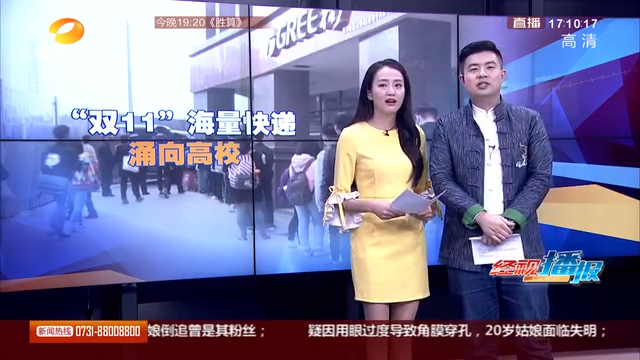 今晚19:20《胜算》
直播 17:10:17
高清
GREE
“双11”海量快递
涌向高校
经视播报
新闻热线 0731-88008800 娘倒追曾是其粉丝； 疑因用眼过度导致角膜穿孔，20岁姑娘面临失明；